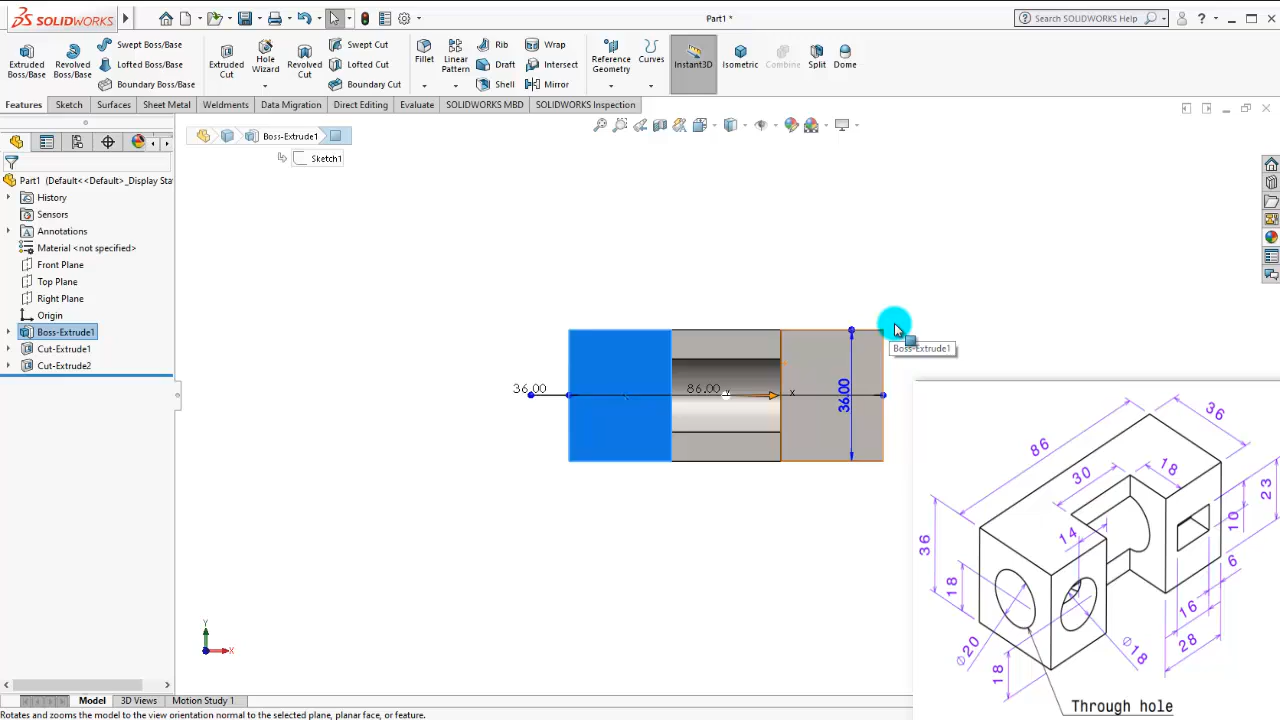 SOLIDWORKS
Part1 *
Search SOLIDWORKS Help
Extruded Boss/Base
Revolved Boss/Base
Swept Boss/Base
Lofted Boss/Base
Boundary Boss/Base
Extruded Cut
Hole Wizard
Revolved Cut
Swept Cut
Lofted Cut
Boundary Cut
Fillet
Linear Pattern
Rib
Draft
Shell
Wrap
Intersect
Mirror
Reference Geometry
Curves
Instant3D
Isometric
Combine
Split
Dome
Features
Sketch
Surfaces
Sheet Metal
Weldments
Data Migration
Direct Editing
Evaluate
SOLIDWORKS MBD
SOLIDWORKS Inspection
Boss-Extrude1
Sketch1
Part1 (Default<<Default>_Display Sta
History
Sensors
Annotations
Material <not specified>
Front Plane
Top Plane
Right Plane
Origin
Boss-Extrude1
Cut-Extrude1
Cut-Extrude2
36.00
86.00
x
36.00
Boss-Extrude1
86
36
30
18
14
23
10
6
16
28
36
18
⌀20
18
⌀18
Through hole
Y
X
Model
3D Views
Motion Study 1
Rotates and zooms the model to the view orientation normal to the selected plane, planar face, or feature.